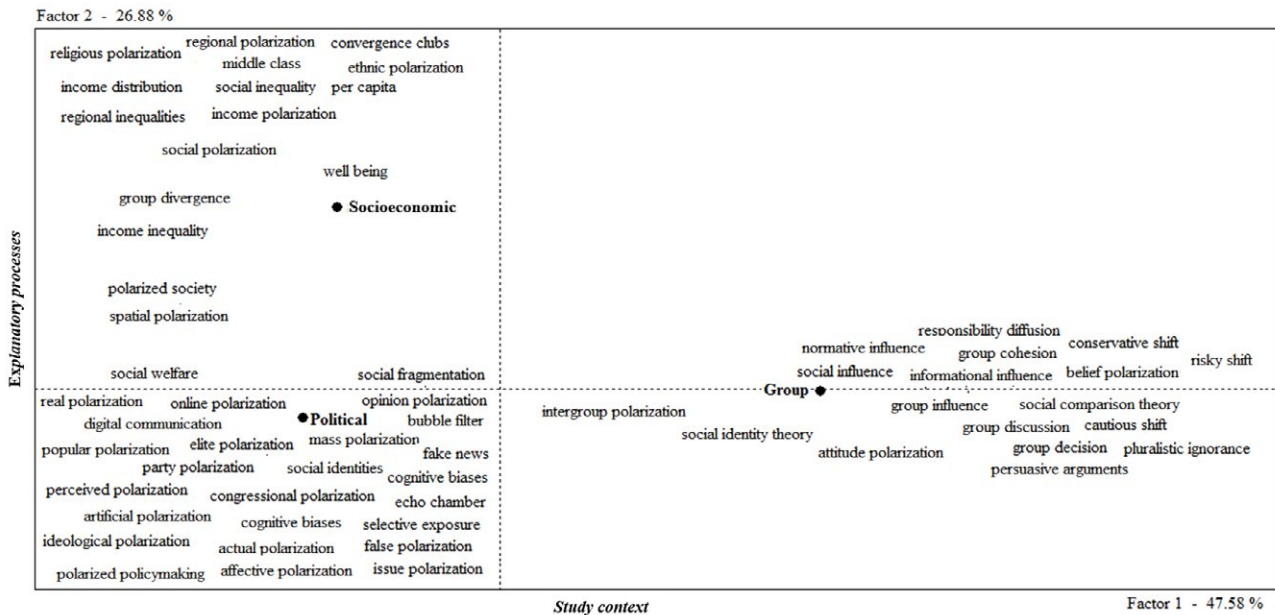 Factor 2 - 26.88 %
regional polarization convergence clubs
religious polarization
middle class ethnic polarization
income distribution social inequality per capita
regional inequalities income polarization
social polarization
well being
group divergence
Socioeconomic
income inequality
Explanatory processes
polarized society
spatial polarization
responsibility diffusion
normative influence group cohesion conservative shift
risky shift
social welfare social fragmentation social influence informational influence belief polarization
Group
real polarization online polarization opinion polarization
intergroup polarization group influence social comparison theory
digital communication Political bubble filter
social identity theory group discussion cautious shift
popular polarization elite polarization mass polarization fake news
attitude polarization group decision pluralistic ignorance
party polarization social identities cognitive biases
persuasive arguments
perceived polarization congressional polarization echo chamber
artificial polarization cognitive biases selective exposure
ideological polarization actual polarization false polarization
polarized policymaking affective polarization issue polarization
Study context
Factor 1 - 47.58 %